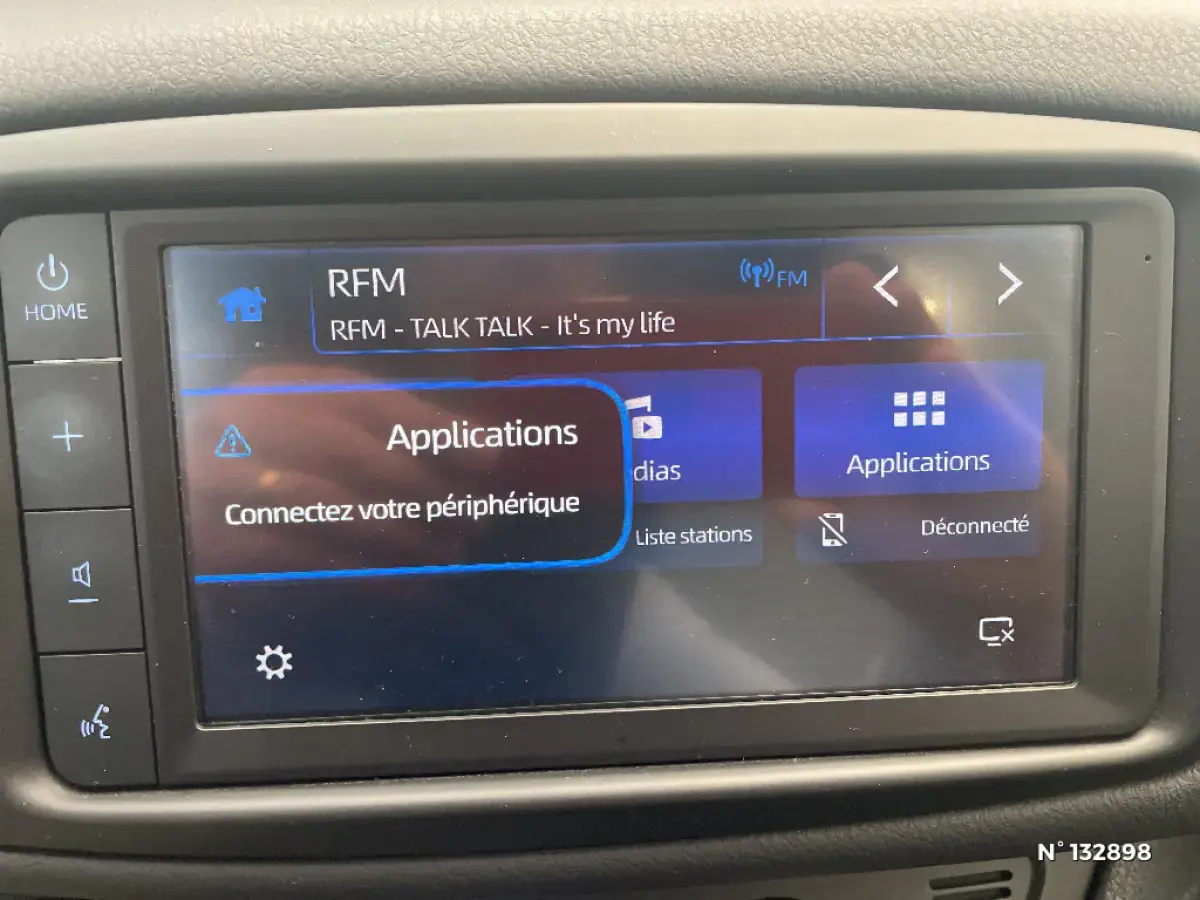 HOME
RFM
FM
RFM - TALK TALK - It's my life
Applications
Connectez votre périphérique
dias
Liste stations
Applications
Déconnecté
N° 132898